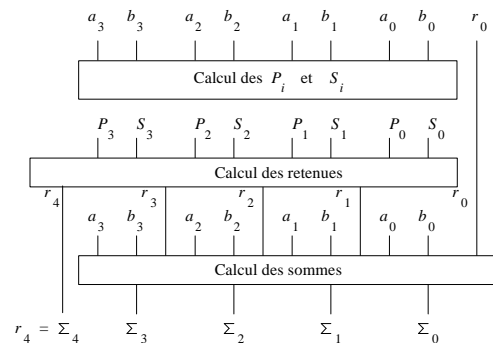 a3 b3 a2 b2 a1 b1 a0 b0 r0
Calcul des Pi et Si
P3 S3 P2 S2 P1 S1 P0 S0
Calcul des retenues
r4 r3 r2 r1 r0
a3 b3 a2 b2 a1 b1 a0 b0
Calcul des sommes
r4 = Σ4 Σ3 Σ2 Σ1 Σ0